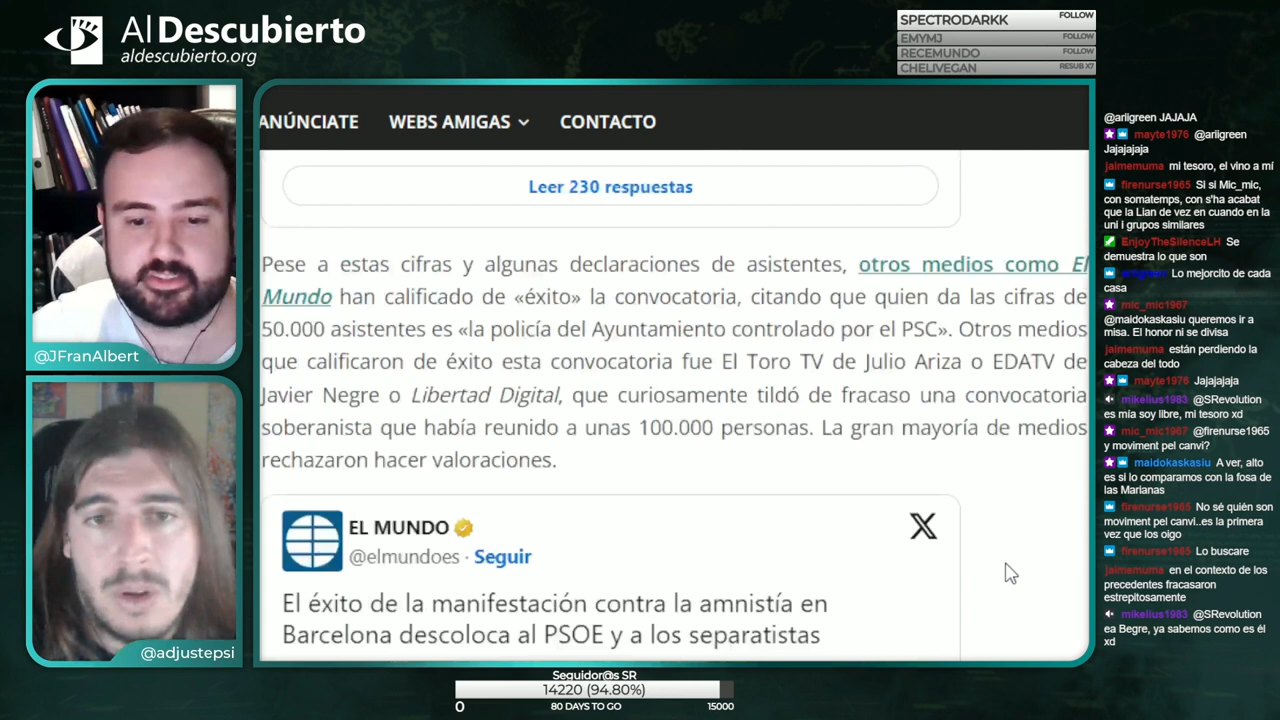 Al Descubierto
aldescubierto.org
SPECTRODARKK FOLLOW
EMYMJ FOLLOW
RECEMUNDO FOLLOW
CHELIVEGAN RESUB X7
@JFranAlbert
@adjustepsi
ANÚNCIATE WEBS AMIGAS CONTACTO
Leer 230 respuestas
Pese a estas cifras y algunas declaraciones de asistentes, otros medios como El
Mundo han calificado de «éxito» la convocatoria, citando que quien da las cifras de
50.000 asistentes es «la policía del Ayuntamiento controlado por el PSC». Otros medios
que calificaron de éxito esta convocatoria fue El Toro TV de Julio Ariza o EDATV de
Javier Negre o Libertad Digital, que curiosamente tildó de fracaso una convocatoria
soberanista que había reunido a unas 100.000 personas. La gran mayoría de medios
rechazaron hacer valoraciones.
EL MUNDO
@elmundoes · Seguir
El éxito de la manifestación contra la amnistía en
Barcelona descoloca al PSOE y a los separatistas
@arligreen JAJAJA
mayte1976 @arligreen
Jajajajaja
jaimemuma mi tesoro, el vino a mí
firenurse1965 Si si Mic_mic,
con somatemps, con s'ha acabat
que la Lian de vez en cuando en la
uni i grupos similares
EnjoyTheSilenceLH Se
demuestra lo que son
arligreen Lo mejorcito de cada
casa
mic_mic1967
@maldokaskasiu queremos ir a
misa. El honor ni se divisa
jaimemuma están perdiendo la
cabeza del todo
mayte1976 Jajajajaja
mikelius1983 @SRevolution
es mía soy libre, mi tesoro xd
mic_mic1967 @firenurse1965
y moviment pel canvi?
maldokaskasiu A ver, alto
es si lo comparamos con la fosa de
las Marianas
firenurse1965 No sé quién son
moviment pel canvi..es la primera
vez que los oigo
firenurse1965 Lo buscare
jaimemuma en el contexto de los
precedentes fracasaron
estrepitosamente
mikelius1983 @SRevolution
ea Begre, ya sabemos como es él
xd
Seguidor@s SR
14220 (94.80%)
0 80 DAYS TO GO 15000